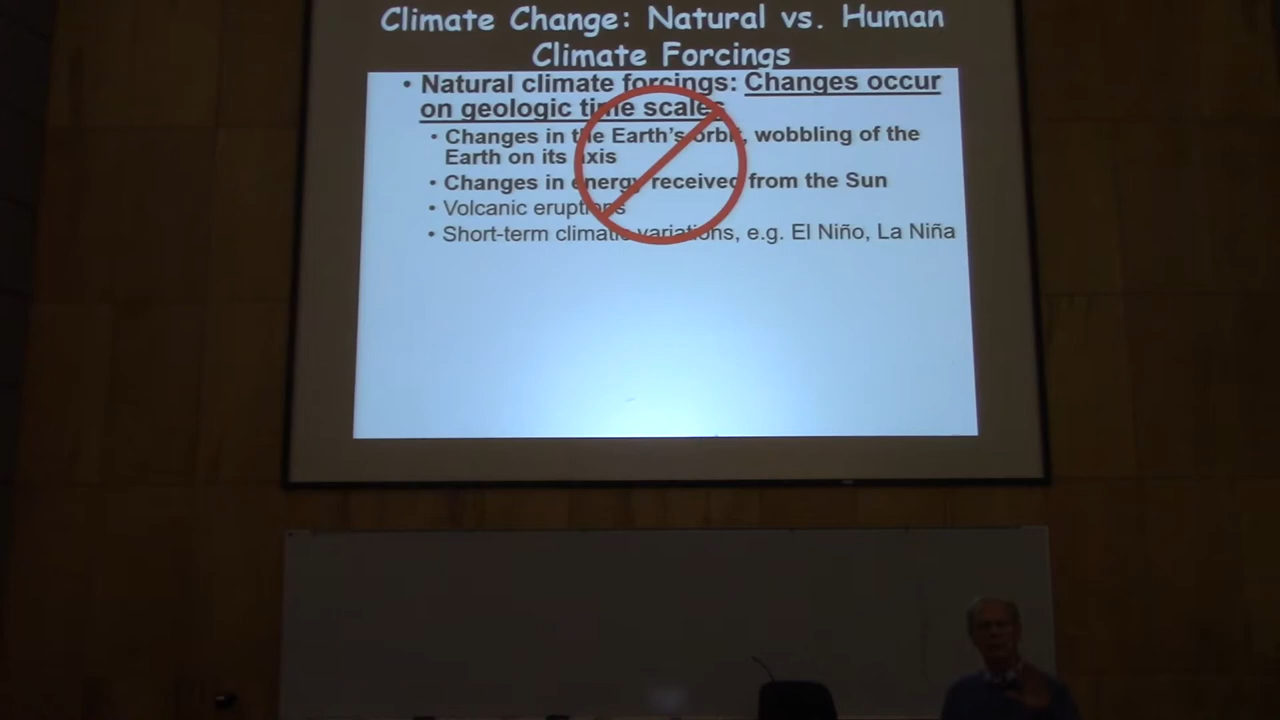 Climate Change: Natural vs. Human
Climate Forcings
• Natural climate forcings: Changes occur
on geologic time scales
• Changes in the Earth's orbit, wobbling of the
Earth on its axis
• Changes in energy received from the Sun
• Volcanic eruptions
• Short-term climatic variations, e.g. El Niño, La Niña